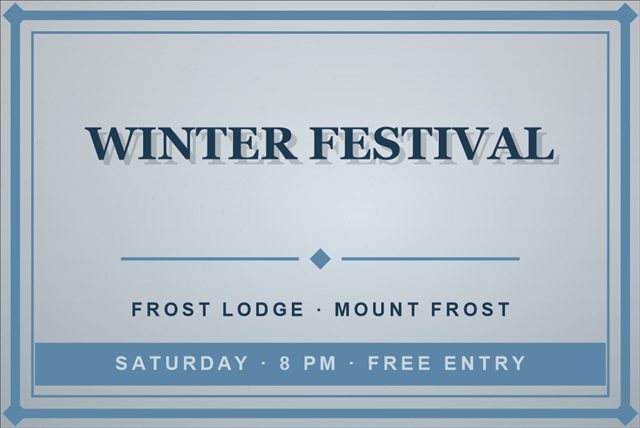 WINTER FESTIVAL
FROST LODGE · MOUNT FROST
SATURDAY · 8 PM · FREE ENTRY